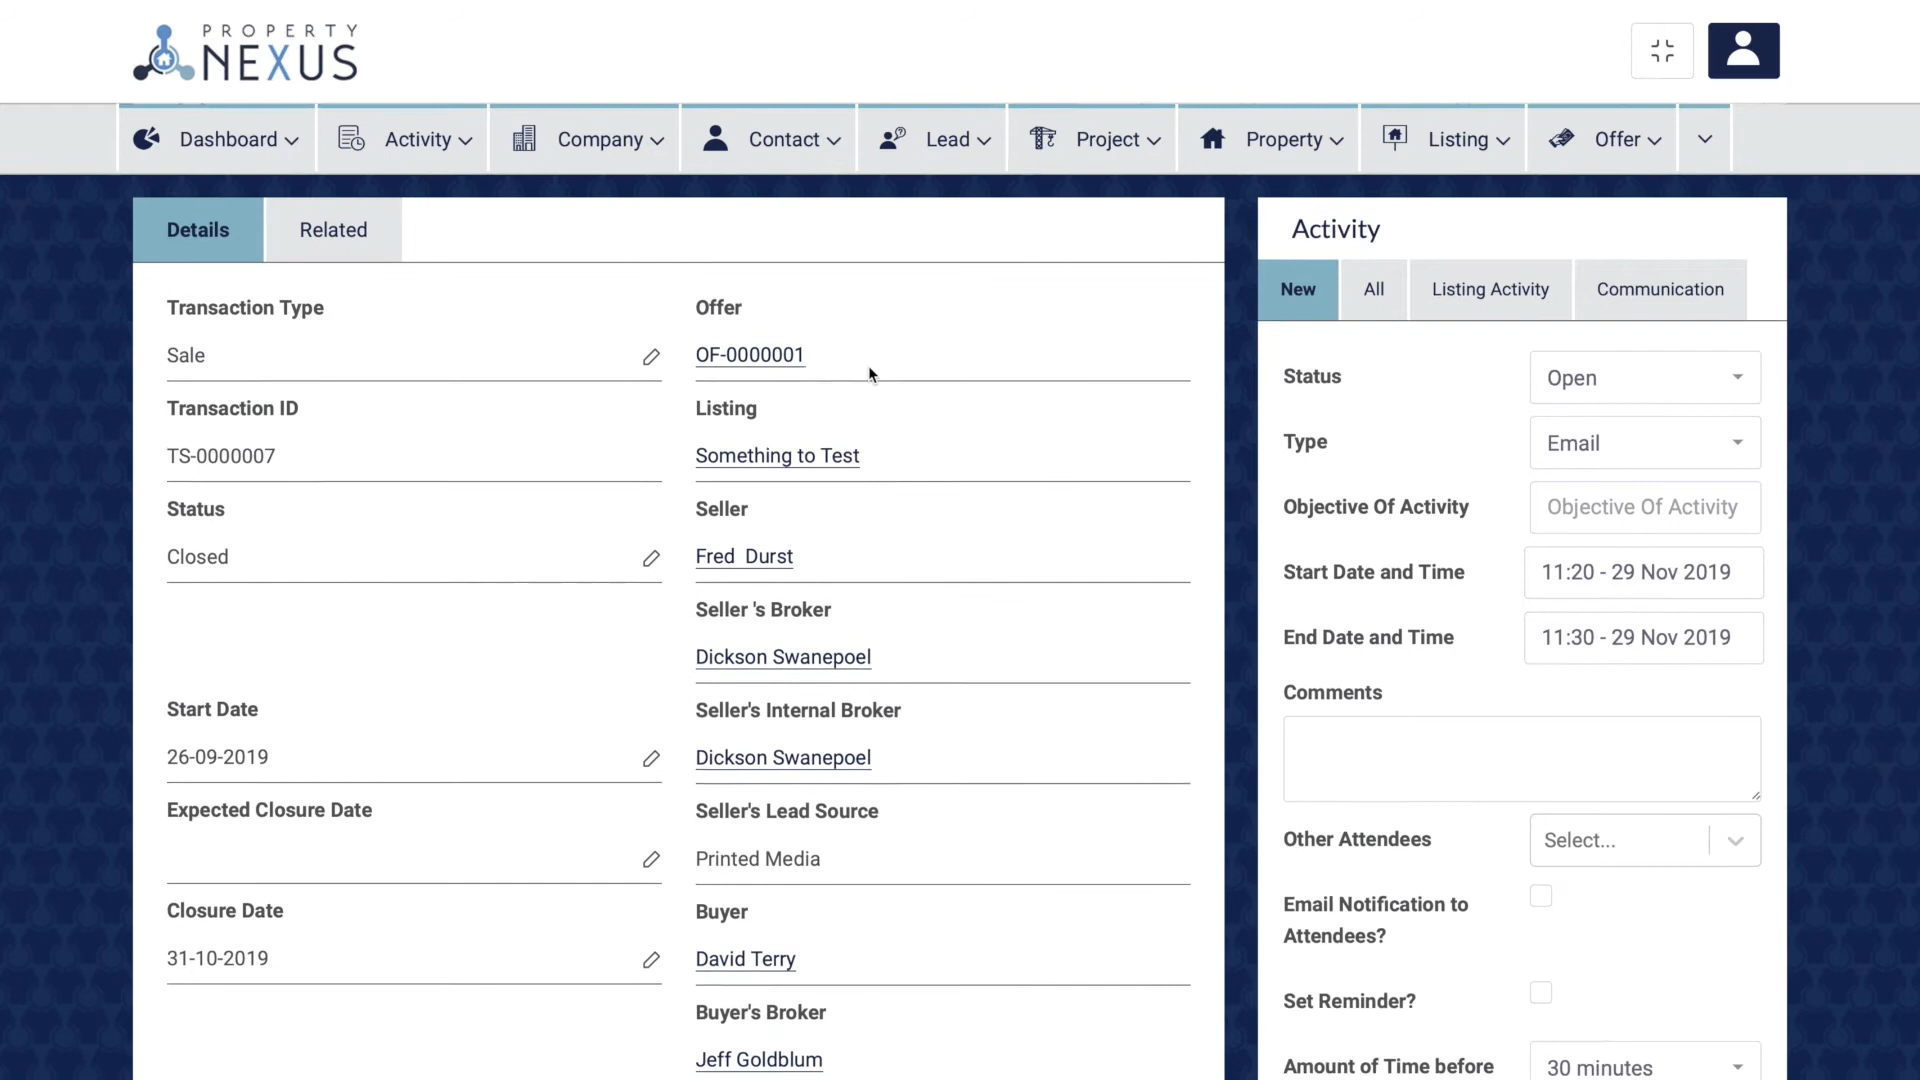 PROPERTY
NEXUS
Dashboard
Activity
Company
Contact
Lead
Project
Property
Listing
Offer
Details
Related
Transaction Type
Sale
Transaction ID
TS-0000007
Status
Closed
Start Date
26-09-2019
Expected Closure Date
Closure Date
31-10-2019
Offer
OF-0000001
Listing
Something to Test
Seller
Fred  Durst
Seller 's Broker
Dickson Swanepoel
Seller's Internal Broker
Dickson Swanepoel
Seller's Lead Source
Printed Media
Buyer
David Terry
Buyer's Broker
Jeff Goldblum
Activity
New
All
Listing Activity
Communication
Status
Open
Type
Email
Objective Of Activity
Objective Of Activity
Start Date and Time
11:20 - 29 Nov 2019
End Date and Time
11:30 - 29 Nov 2019
Comments
Other Attendees
Select...
Email Notification to
Attendees?
Set Reminder?
Amount of Time before
30 minutes